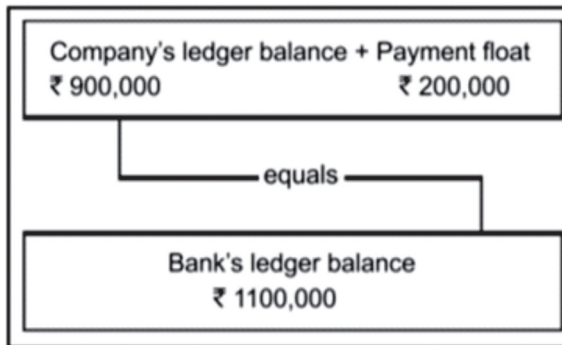 Company's ledger balance + Payment float
₹ 900,000 ₹ 200,000
equals
Bank's ledger balance
₹ 1100,000